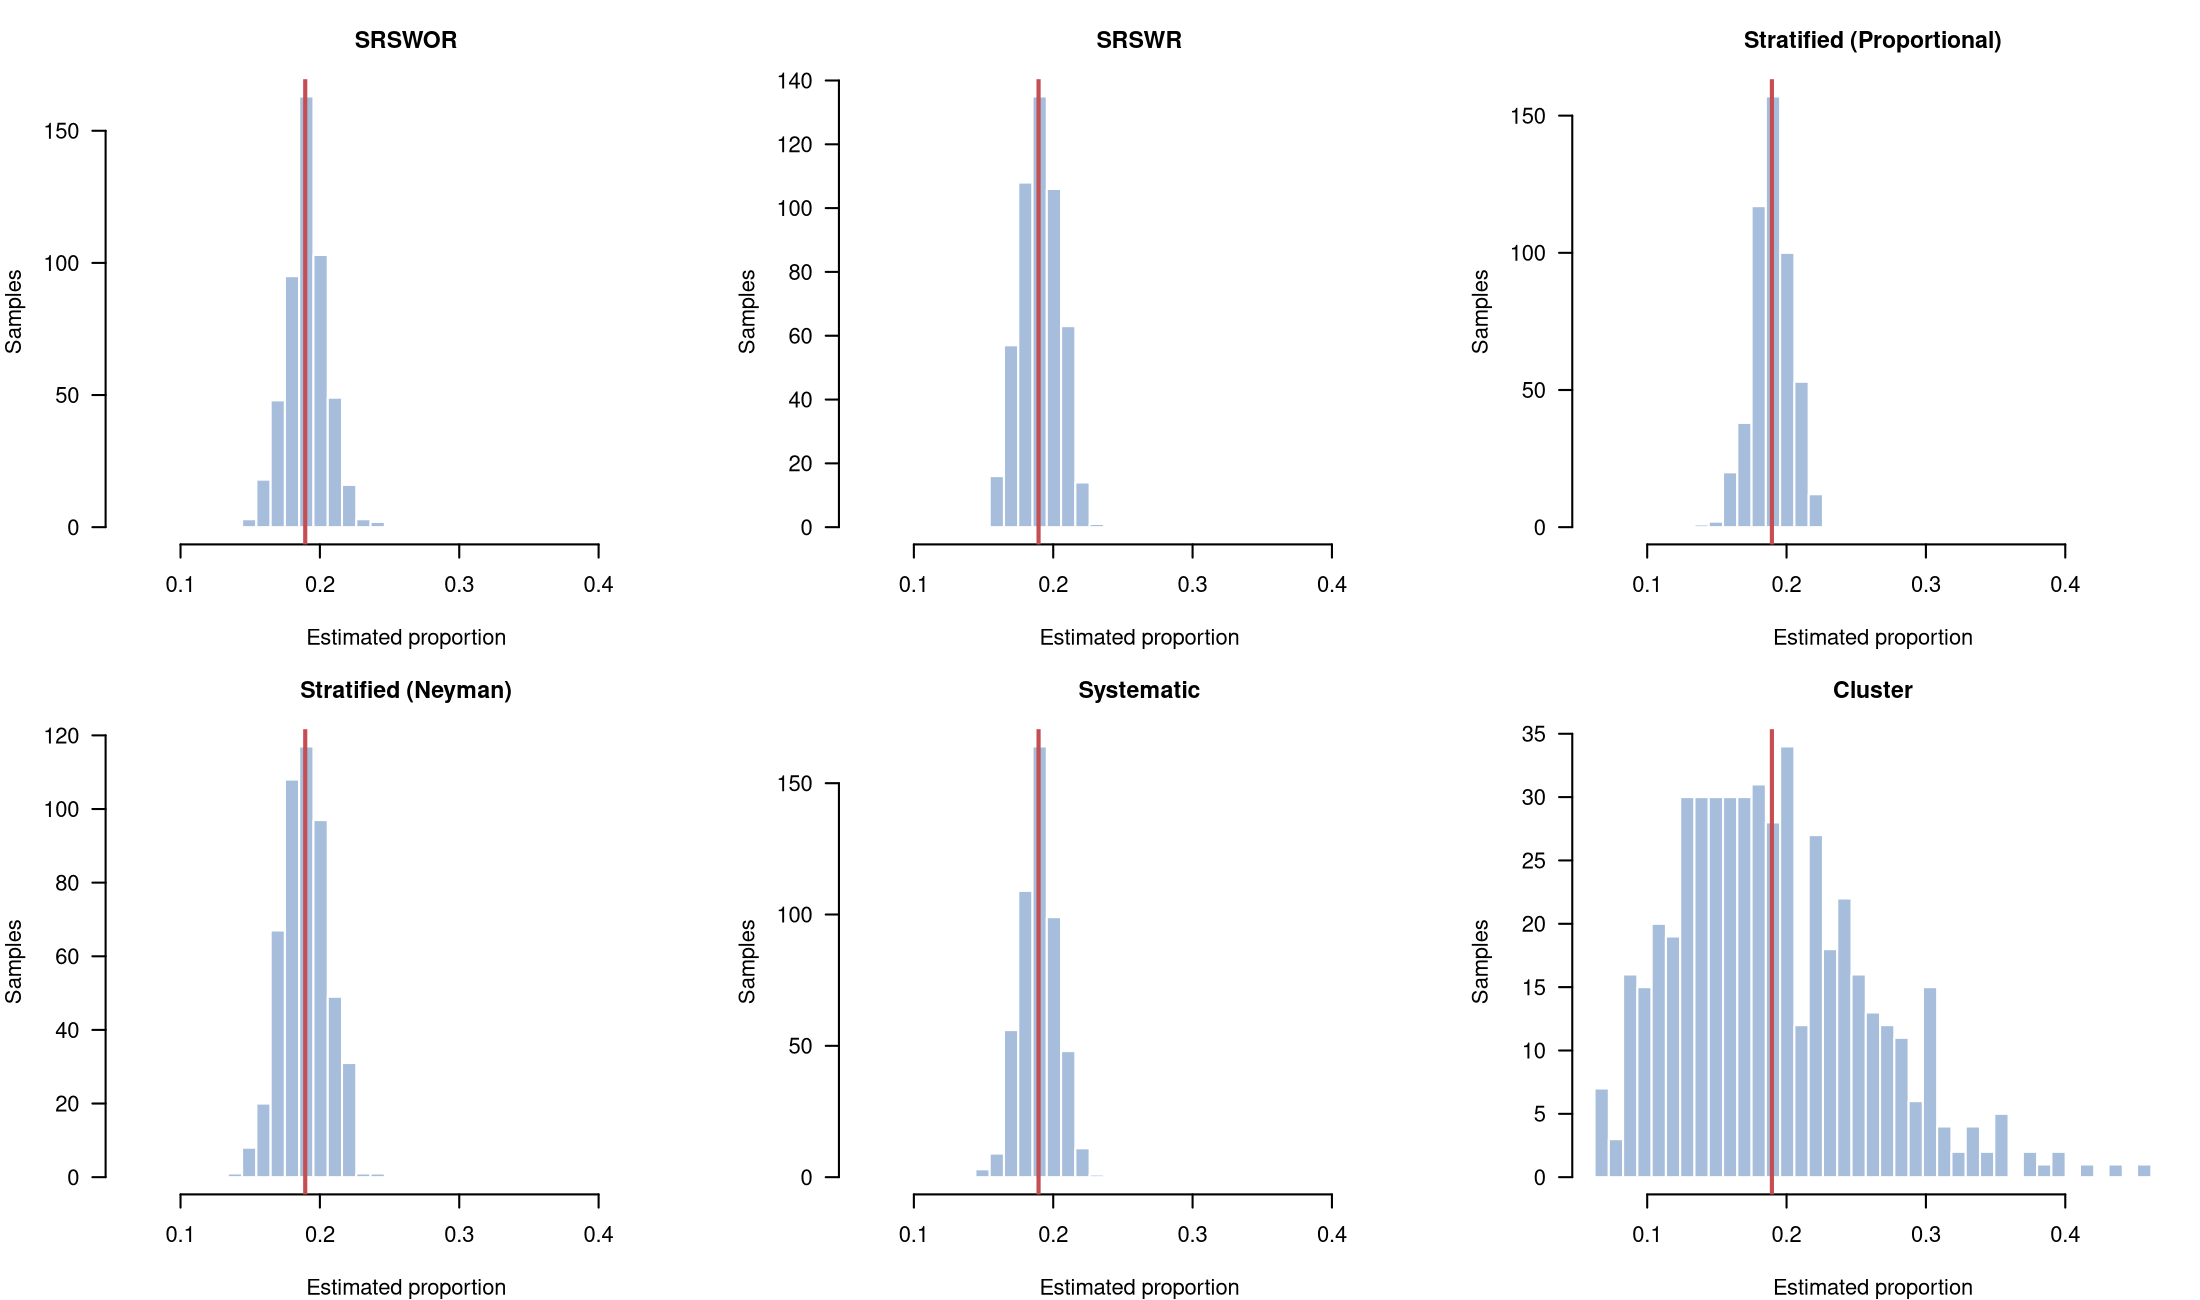 SRSWOR
Samples
150
100
50
0
0.1 0.2 0.3 0.4
Estimated proportion
SRSWR
Samples
140
120
100
80
60
40
20
0
0.1 0.2 0.3 0.4
Estimated proportion
Stratified (Proportional)
Samples
150
100
50
0
0.1 0.2 0.3 0.4
Estimated proportion
Stratified (Neyman)
Samples
120
100
80
60
40
20
0
0.1 0.2 0.3 0.4
Estimated proportion
Systematic
Samples
150
100
50
0
0.1 0.2 0.3 0.4
Estimated proportion
Cluster
Samples
35
30
25
20
15
10
5
0
0.1 0.2 0.3 0.4
Estimated proportion